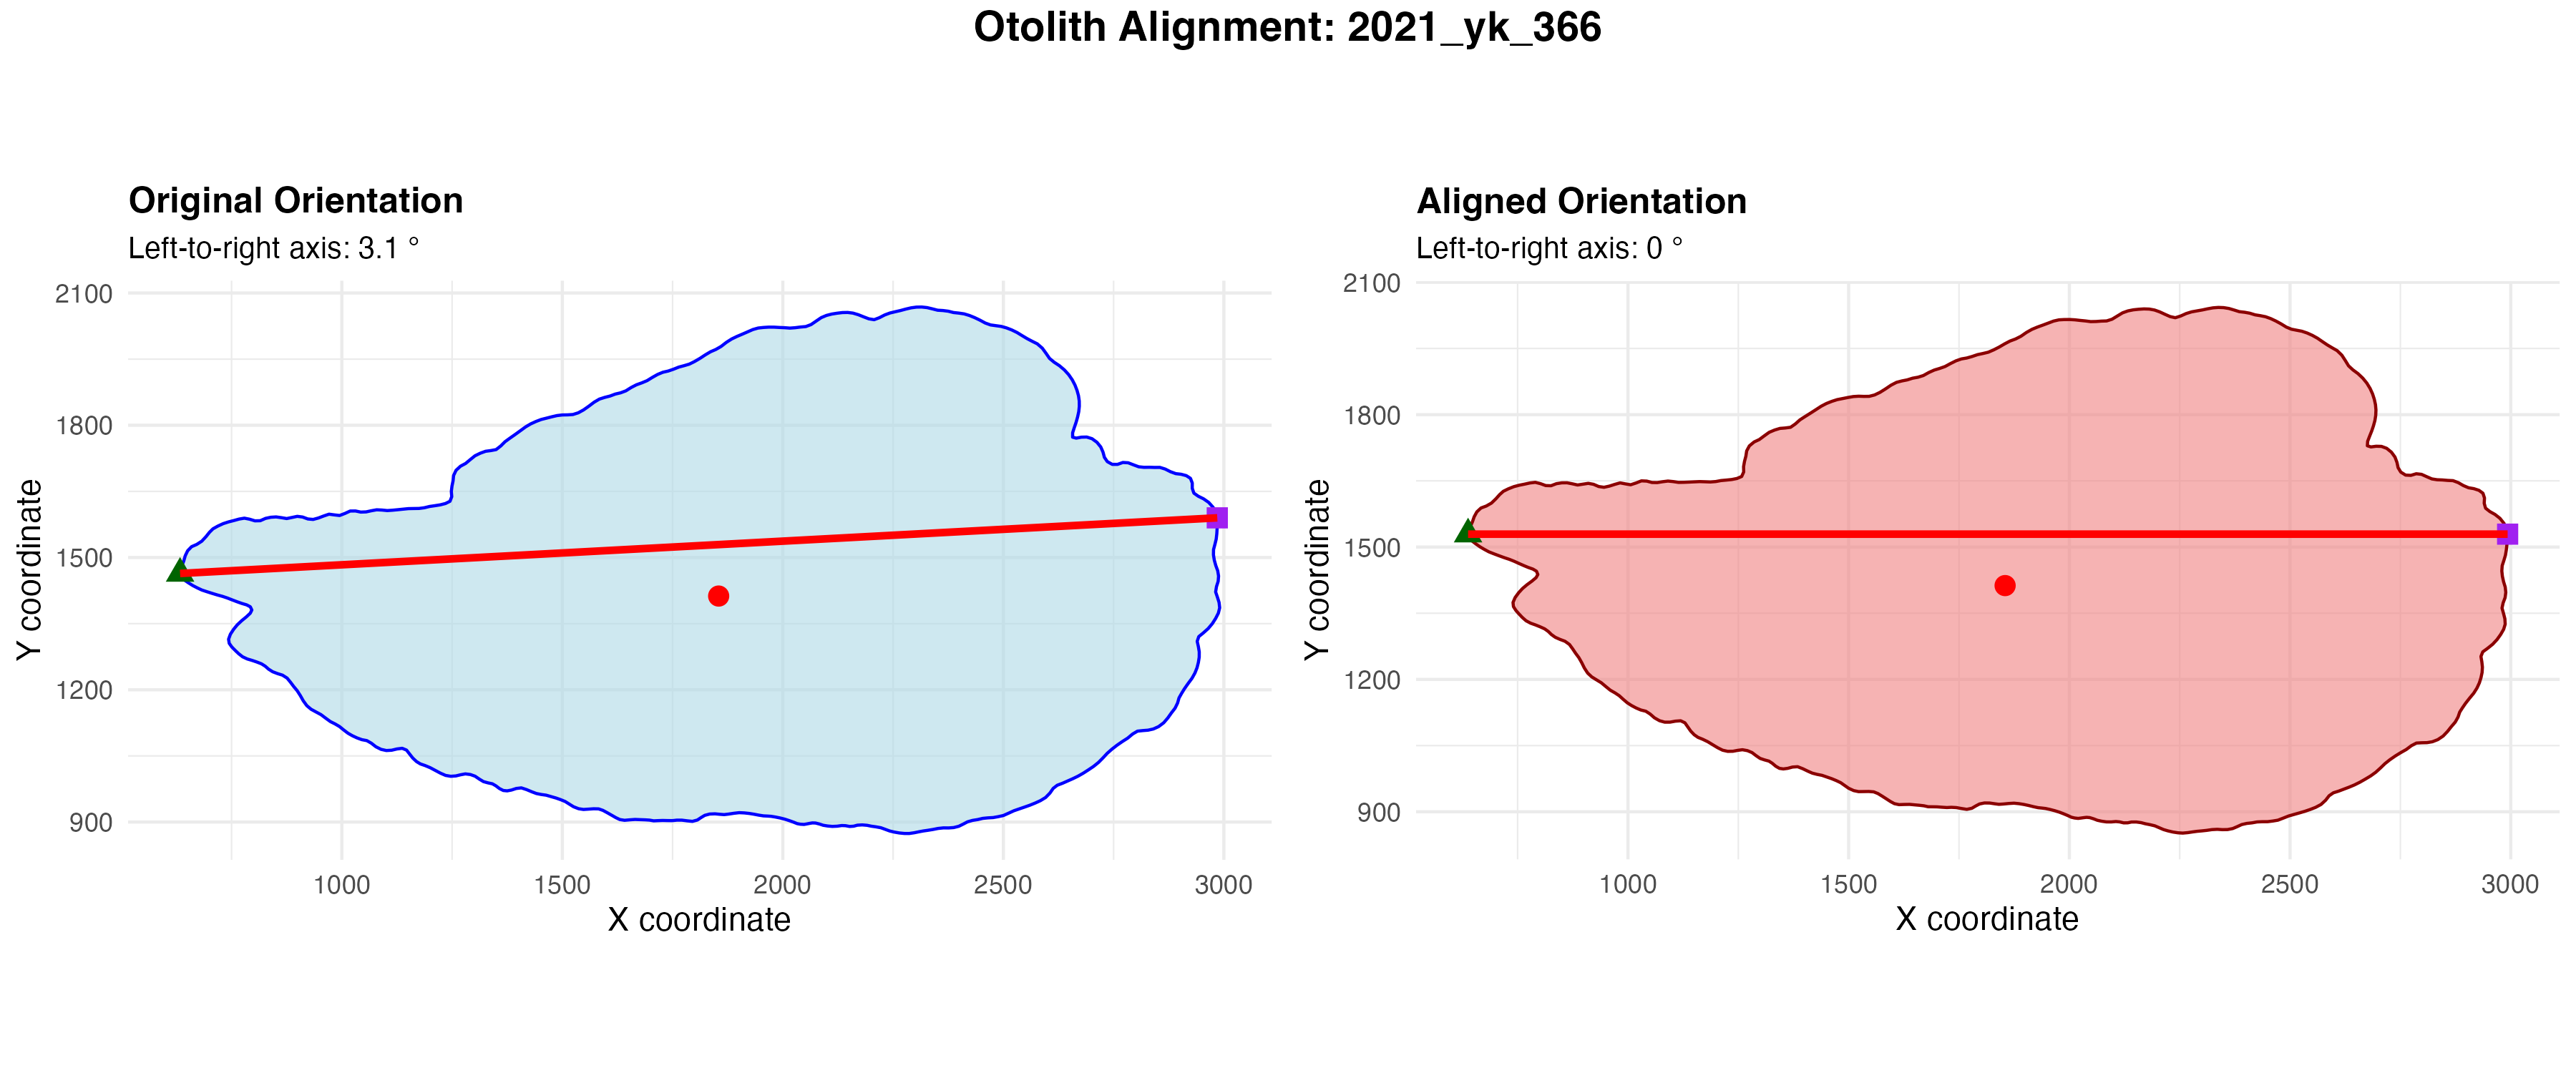 Otolith Alignment: 2021_yk_366
Original Orientation
Left-to-right axis: 3.1 °
2100
1800
1500
1200
900
Y coordinate
1000 1500 2000 2500 3000
X coordinate
Aligned Orientation
Left-to-right axis: 0 °
2100
1800
1500
1200
900
Y coordinate
1000 1500 2000 2500 3000
X coordinate